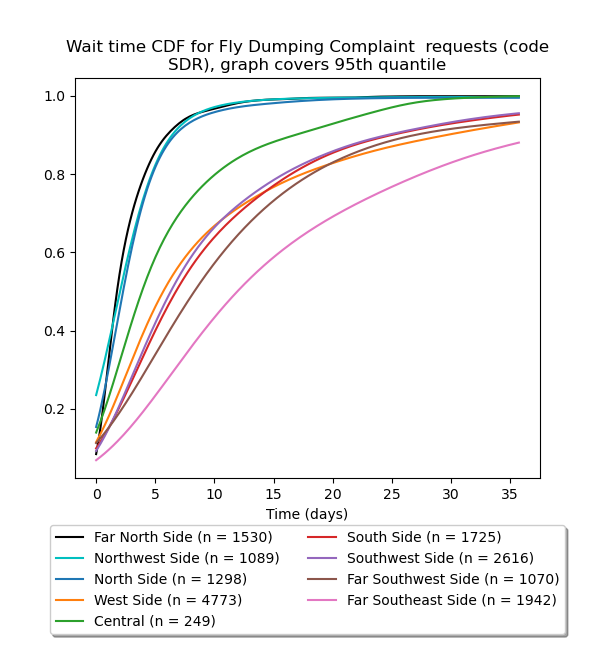 Wait time CDF for Fly Dumping Complaint  requests (code
SDR), graph covers 95th quantile
1.0
0.8
0.6
0.4
0.2
0 5 10 15 20 25 30 35
Time (days)
Far North Side (n = 1530)
Northwest Side (n = 1089)
North Side (n = 1298)
West Side (n = 4773)
Central (n = 249)
South Side (n = 1725)
Southwest Side (n = 2616)
Far Southwest Side (n = 1070)
Far Southeast Side (n = 1942)